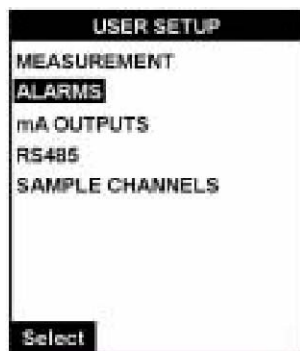 USER SETUP
MEASUREMENT
ALARMS
mA OUTPUTS
RS485
SAMPLE CHANNELS
Select